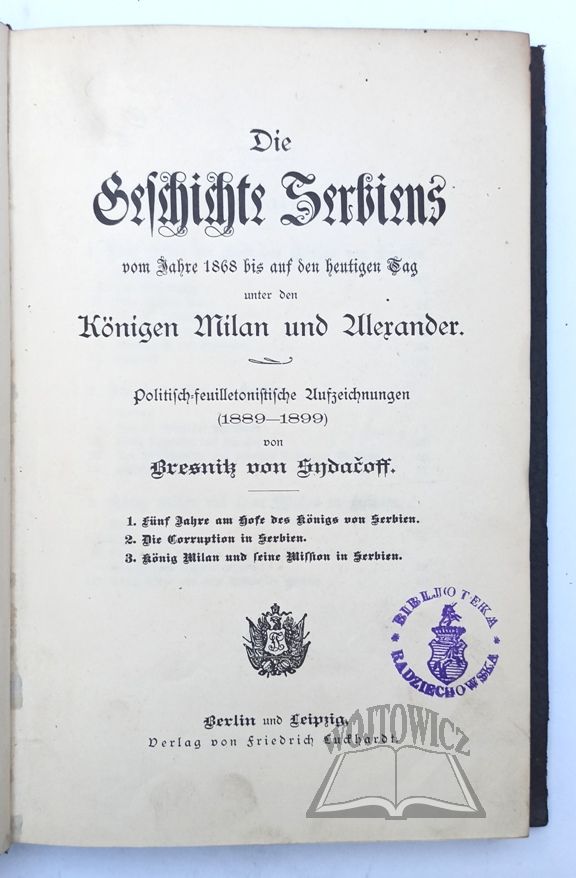 Die
Geschichte Serbiens
vom Jahre 1868 bis auf den heutigen Tag
unter den
Königen Milan und Alexander.
Politisch-feuilletonistische Aufzeichnungen
(1889—1899)
von
Bresnitz von Sydačoff.
1. Fünf Jahre am Hofe des Königs von Serbien.
2. Die Corruption in Serbien.
3. König Milan und seine Mission in Serbien.
BIBLJOTEKA
RADZIECHOWSKA
Berlin und Leipzig.
Verlag von Friedrich Luckhardt.
WÓJTOWICZ